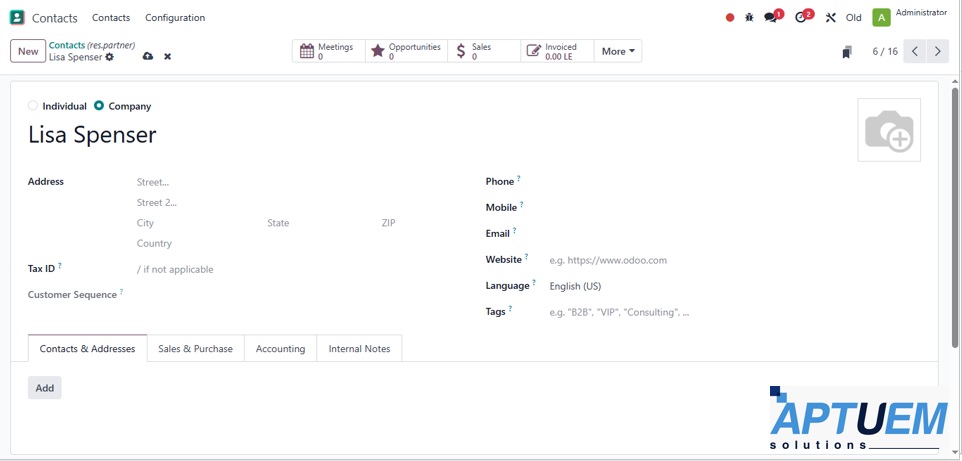 Contacts Contacts Configuration 1 2 Old A Administrator
New Contacts (res.partner) Lisa Spenser
Meetings 0 Opportunities 0 Sales 0 Invoiced 0.00 LE More 6 / 16
Individual Company
Lisa Spenser
Address Street...
Street 2...
City State ZIP
Country
Tax ID ? / if not applicable
Customer Sequence ?
Phone ?
Mobile ?
Email ?
Website ? e.g. https://www.odoo.com
Language ? English (US)
Tags ? e.g. "B2B", "VIP", "Consulting", ...
Contacts & Addresses Sales & Purchase Accounting Internal Notes
Add
APTUEM
solutions